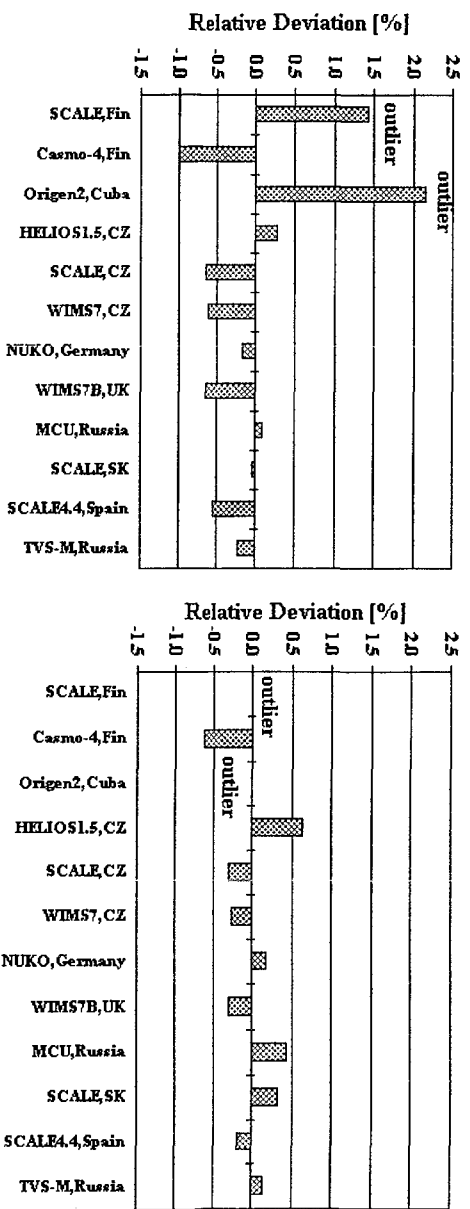 Relative Deviation [%]
-1.5
-1.0
-0.5
0.0
0.5
1.0
1.5
2.0
2.5
SCALE,Fin
Casmo-4,Fin
Origen2,Cuba
HELIOS1.5,CZ
SCALE,CZ
WIMS7,CZ
NUKO,Germany
WIMS7B,UK
MCU,Russia
SCALE,SK
SCALE4.4,Spain
TVS-M,Russia
outlier
outlier
Relative Deviation [%]
-1.5
-1.0
-0.5
0.0
0.5
1.0
1.5
2.0
2.5
SCALE,Fin
Casmo-4,Fin
Origen2,Cuba
HELIOS1.5,CZ
SCALE,CZ
WIMS7,CZ
NUKO,Germany
WIMS7B,UK
MCU,Russia
SCALE,SK
SCALE4.4,Spain
TVS-M,Russia
outlier
outlier